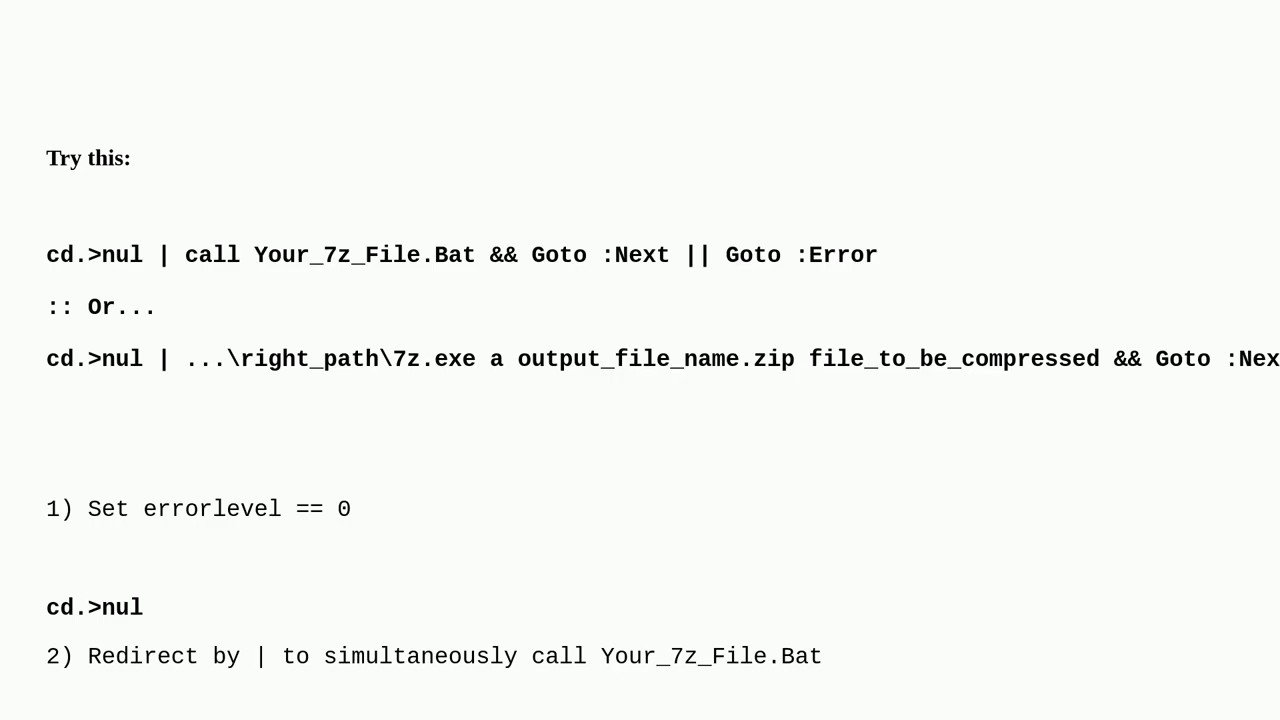 Try this:
cd.>nul | call Your_7z_File.Bat && Goto :Next || Goto :Error
:: Or...
cd.>nul | ...\right_path\7z.exe a output_file_name.zip file_to_be_compressed && Goto :Nex
1) Set errorlevel == 0
cd.>nul
2) Redirect by | to simultaneously call Your_7z_File.Bat